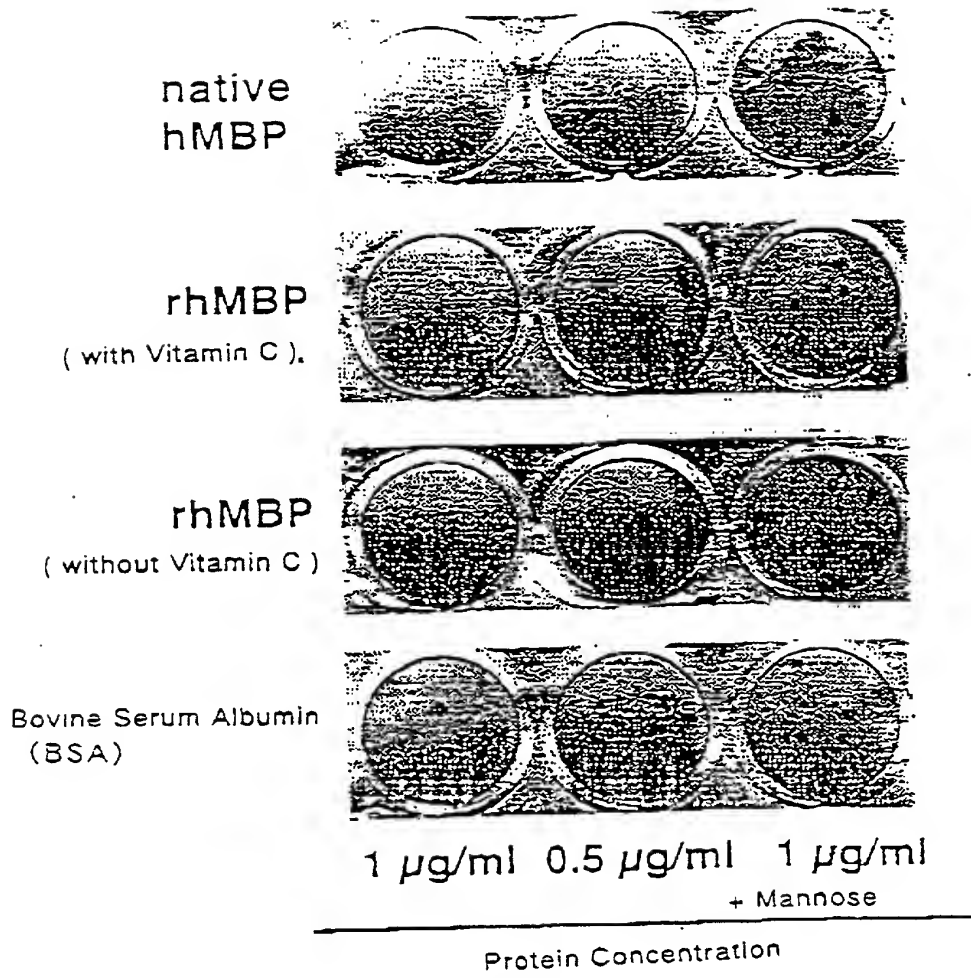 native
hMBP
rhMBP
( with Vitamin C ).
rhMBP
( without Vitamin C )
Bovine Serum Albumin
(BSA)
1 µg/ml 0.5 µg/ml 1 µg/ml
+ Mannose
Protein Concentration